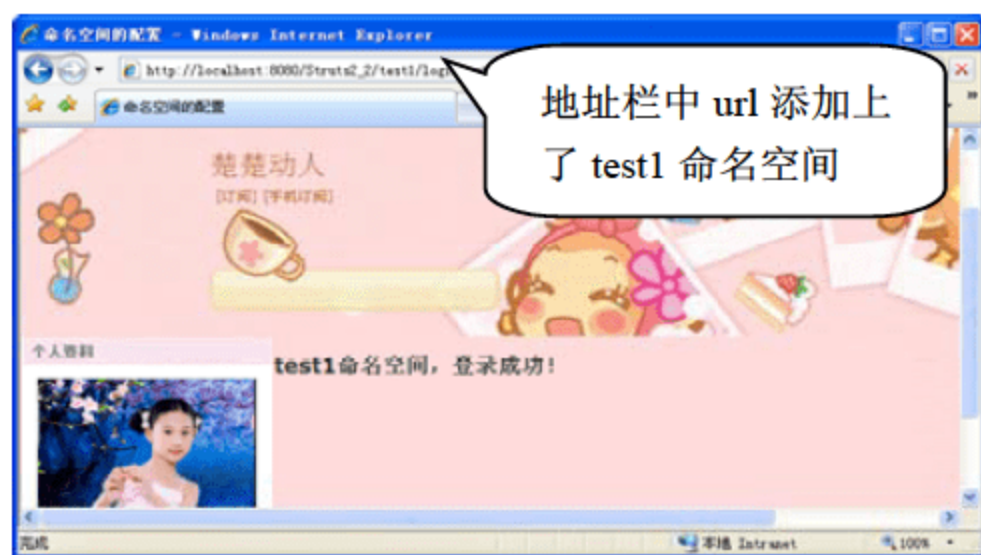 命名空间的配置 - Windows Internet Explorer
http://localhost:8080/Struts2_2/test1/log
命名空间的配置
地址栏中 url 添加上
了 test1 命名空间
楚楚动人
[订阅] [手机订阅]
个人资料
test1命名空间，登录成功！
完成
本地 Intranet
100%